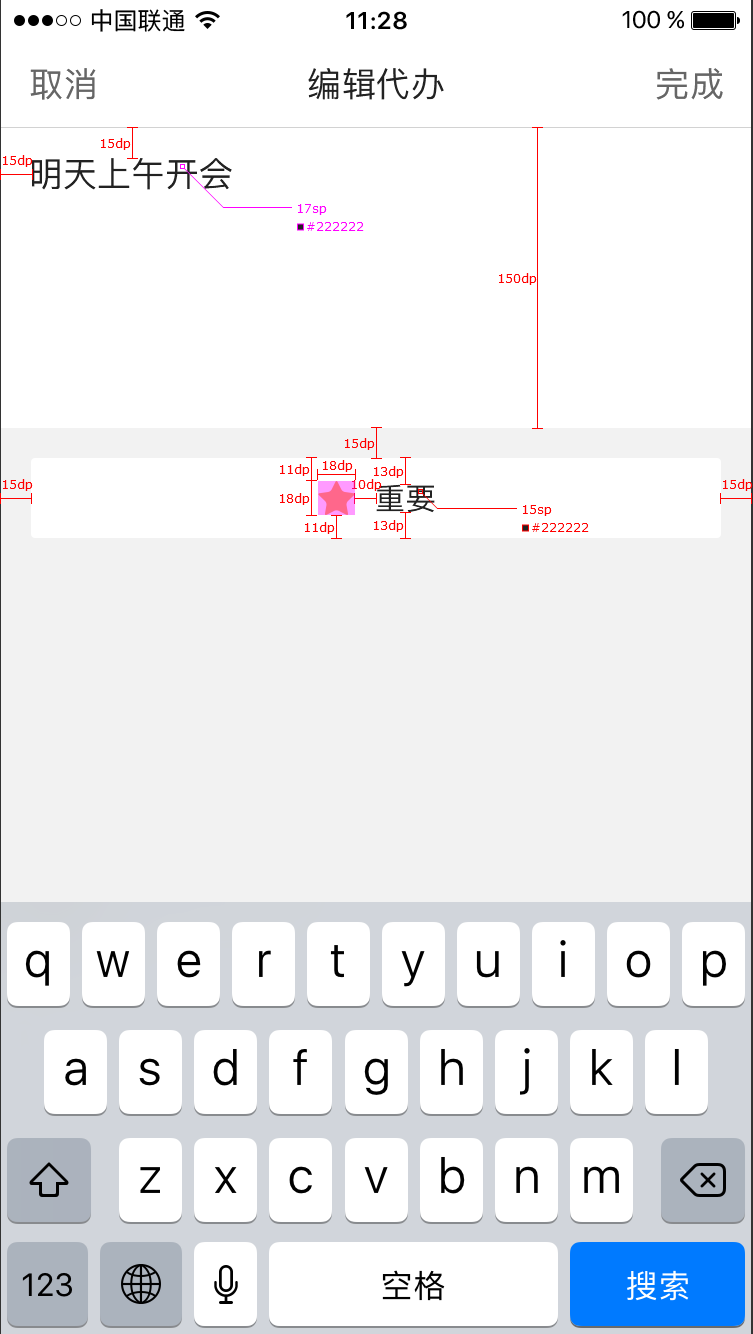 中国联通 11:28 100 %
取消 编辑代办 完成
15dp
15dp
明天上午开会
17sp
#222222
150dp
15dp
11dp 18dp 13dp
15dp 18dp 10dp 重要 15dp
15sp
11dp 13dp #222222
q w e r t y u i o p
a s d f g h j k l
z x c v b n m
123 空格 搜索